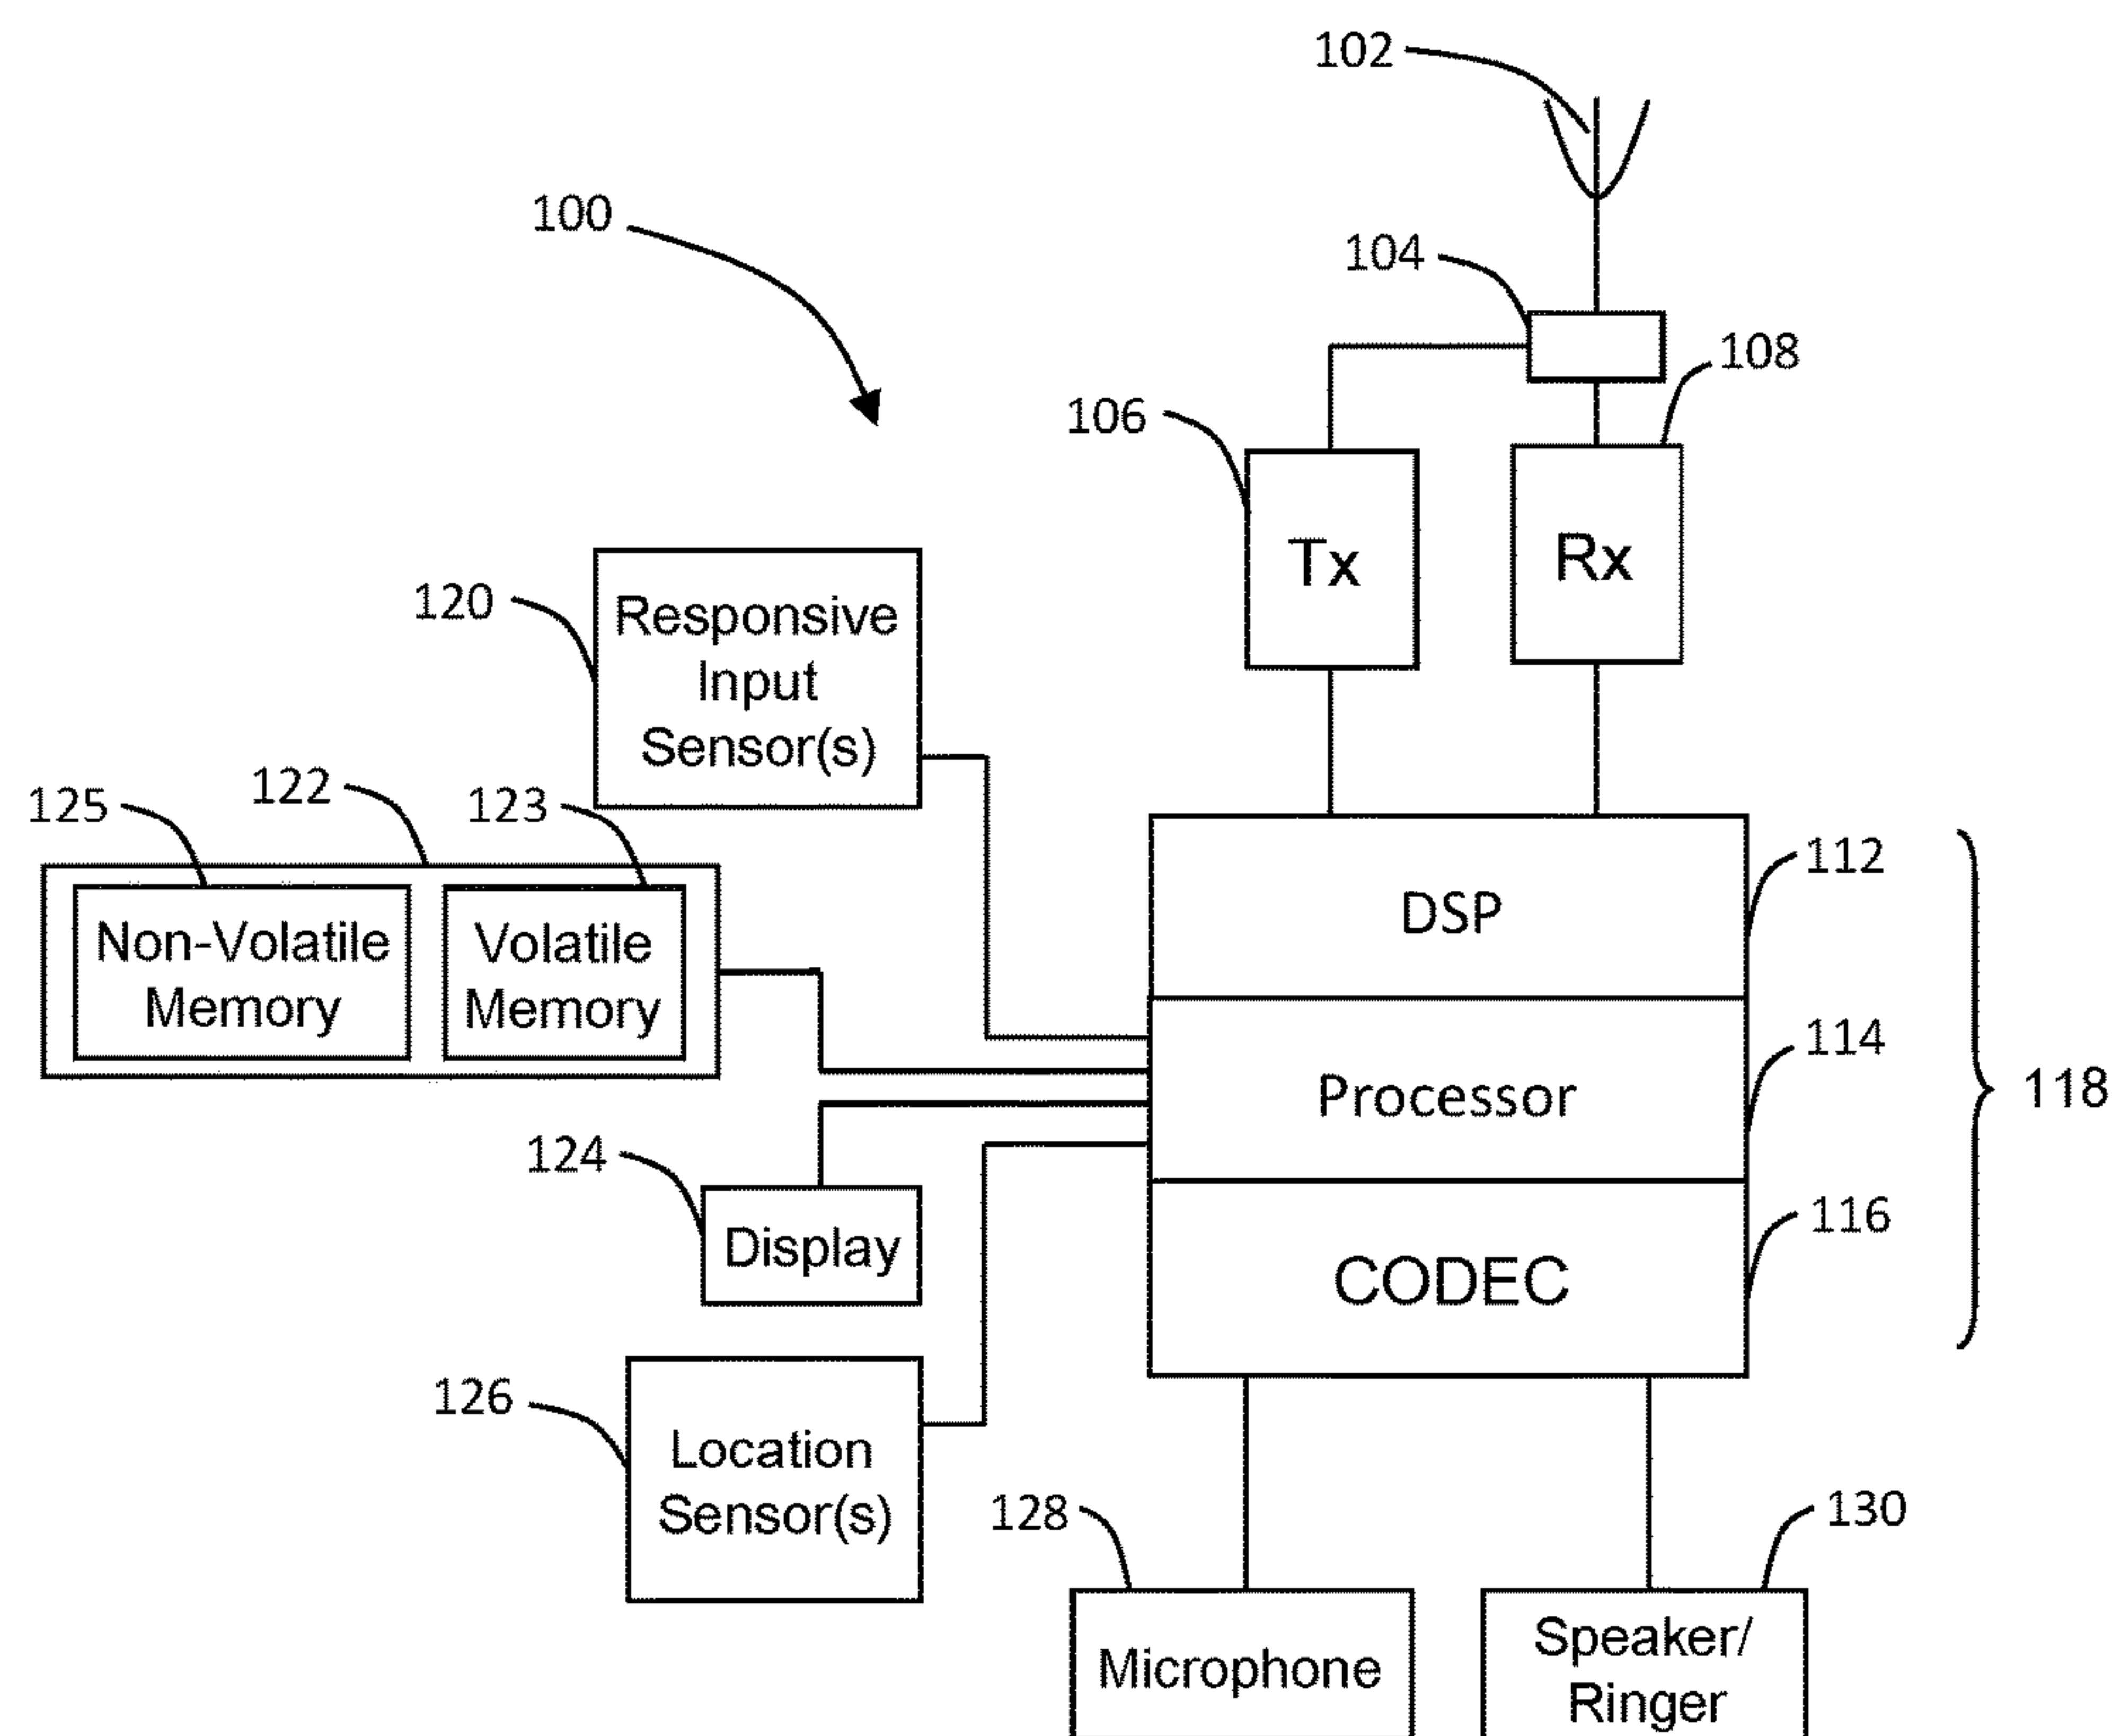 102
100
104
108
106
Tx
Rx
120
Responsive
Input
Sensor(s)
125
122
123
Non-Volatile
Memory
Volatile
Memory
DSP
112
Processor
114
118
CODEC
116
124
Display
126
Location
Sensor(s)
128
Microphone
130
Speaker/
Ringer